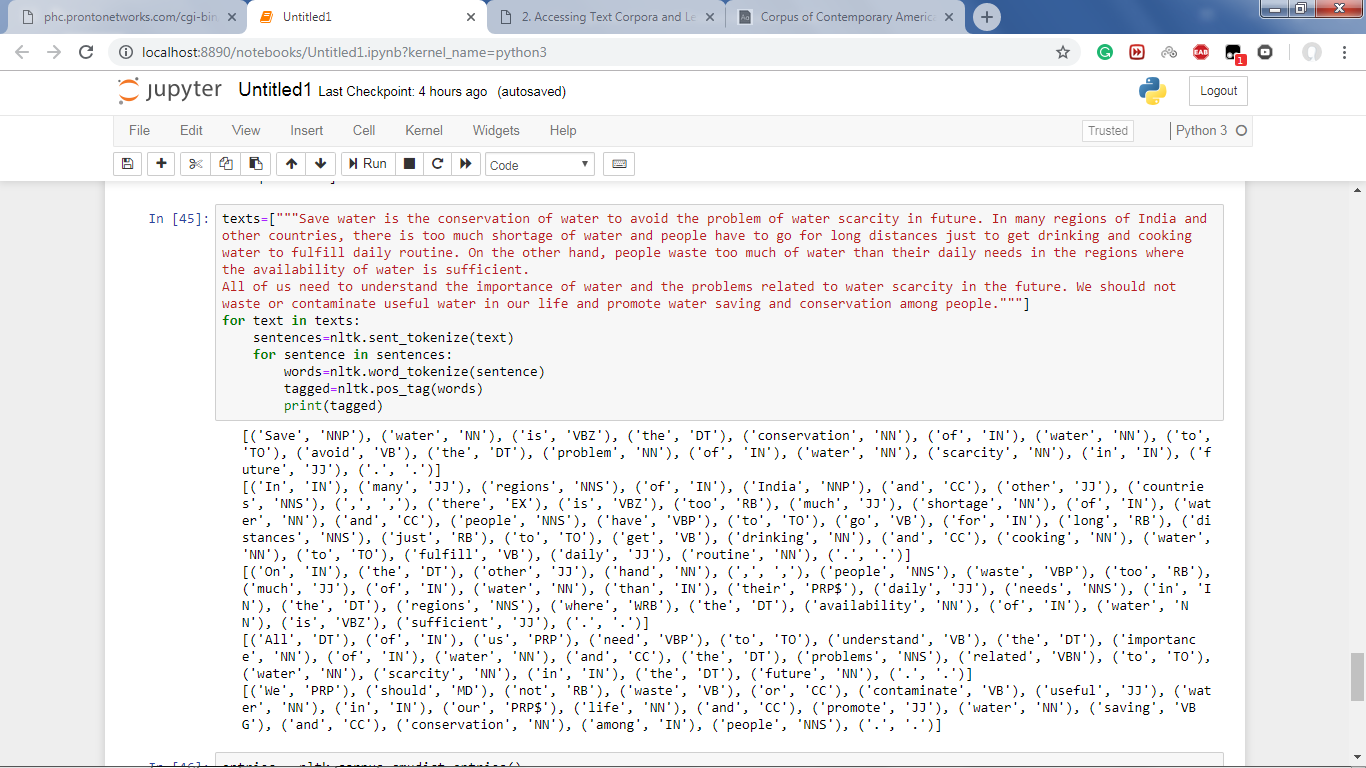 phc.prontonetworks.com/cgi-bin
Untitled1
2. Accessing Text Corpora and Le
Corpus of Contemporary America
localhost:8890/notebooks/Untitled1.ipynb?kernel_name=python3
EAB
1
jupyter Untitled1 Last Checkpoint: 4 hours ago (autosaved)
Logout
File Edit View Insert Cell Kernel Widgets Help
Trusted
Python 3
Run
Code
In [45]:
texts=["""Save water is the conservation of water to avoid the problem of water scarcity in future. In many regions of India and
other countries, there is too much shortage of water and people have to go for long distances just to get drinking and cooking
water to fulfill daily routine. On the other hand, people waste too much of water than their daily needs in the regions where
the availability of water is sufficient.
All of us need to understand the importance of water and the problems related to water scarcity in the future. We should not
waste or contaminate useful water in our life and promote water saving and conservation among people."""]
for text in texts:
    sentences=nltk.sent_tokenize(text)
    for sentence in sentences:
        words=nltk.word_tokenize(sentence)
        tagged=nltk.pos_tag(words)
        print(tagged)
[('Save', 'NNP'), ('water', 'NN'), ('is', 'VBZ'), ('the', 'DT'), ('conservation', 'NN'), ('of', 'IN'), ('water', 'NN'), ('to',
'TO'), ('avoid', 'VB'), ('the', 'DT'), ('problem', 'NN'), ('of', 'IN'), ('water', 'NN'), ('scarcity', 'NN'), ('in', 'IN'), ('f
uture', 'JJ'), ('.', '.')]
[('In', 'IN'), ('many', 'JJ'), ('regions', 'NNS'), ('of', 'IN'), ('India', 'NNP'), ('and', 'CC'), ('other', 'JJ'), ('countrie
s', 'NNS'), (',', ','), ('there', 'EX'), ('is', 'VBZ'), ('too', 'RB'), ('much', 'JJ'), ('shortage', 'NN'), ('of', 'IN'), ('wat
er', 'NN'), ('and', 'CC'), ('people', 'NNS'), ('have', 'VBP'), ('to', 'TO'), ('go', 'VB'), ('for', 'IN'), ('long', 'RB'), ('di
stances', 'NNS'), ('just', 'RB'), ('to', 'TO'), ('get', 'VB'), ('drinking', 'NN'), ('and', 'CC'), ('cooking', 'NN'), ('water',
'NN'), ('to', 'TO'), ('fulfill', 'VB'), ('daily', 'JJ'), ('routine', 'NN'), ('.', '.')]
[('On', 'IN'), ('the', 'DT'), ('other', 'JJ'), ('hand', 'NN'), (',', ','), ('people', 'NNS'), ('waste', 'VBP'), ('too', 'RB'),
('much', 'JJ'), ('of', 'IN'), ('water', 'NN'), ('than', 'IN'), ('their', 'PRP$'), ('daily', 'JJ'), ('needs', 'NNS'), ('in', 'I
N'), ('the', 'DT'), ('regions', 'NNS'), ('where', 'WRB'), ('the', 'DT'), ('availability', 'NN'), ('of', 'IN'), ('water', 'N
N'), ('is', 'VBZ'), ('sufficient', 'JJ'), ('.', '.')]
[('All', 'DT'), ('of', 'IN'), ('us', 'PRP'), ('need', 'VBP'), ('to', 'TO'), ('understand', 'VB'), ('the', 'DT'), ('importanc
e', 'NN'), ('of', 'IN'), ('water', 'NN'), ('and', 'CC'), ('the', 'DT'), ('problems', 'NNS'), ('related', 'VBN'), ('to', 'TO'),
('water', 'NN'), ('scarcity', 'NN'), ('in', 'IN'), ('the', 'DT'), ('future', 'NN'), ('.', '.')]
[('We', 'PRP'), ('should', 'MD'), ('not', 'RB'), ('waste', 'VB'), ('or', 'CC'), ('contaminate', 'VB'), ('useful', 'JJ'), ('wat
er', 'NN'), ('in', 'IN'), ('our', 'PRP$'), ('life', 'NN'), ('and', 'CC'), ('promote', 'JJ'), ('water', 'NN'), ('saving', 'VB
G'), ('and', 'CC'), ('conservation', 'NN'), ('among', 'IN'), ('people', 'NNS'), ('.', '.')]
In [46]: entries = nltk.corpus.cmudict.entries()